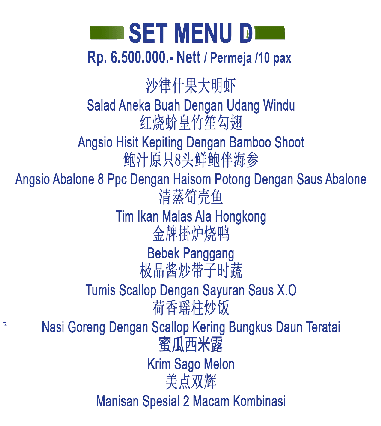 SET MENU D
Rp. 6.500.000.- Nett / Permeja /10 pax
沙律什果大明虾
Salad Aneka Buah Dengan Udang Windu
红烧蚧皇竹笙勾翅
Angsio Hisit Kepiting Dengan Bamboo Shoot
鲍汁原只8头鲜鲍伴海参
Angsio Abalone 8 Ppc Dengan Haisom Potong Dengan Saus Abalone
清蒸筍壳鱼
Tim Ikan Malas Ala Hongkong
金牌掛炉烧鸭
Bebek Panggang
极品酱炒带子时蔬
Tumis Scallop Dengan Sayuran Saus X.O
荷香瑶柱炒饭
Nasi Goreng Dengan Scallop Kering Bungkus Daun Teratai
蜜瓜西米露
Krim Sago Melon
美点双辉
Manisan Spesial 2 Macam Kombinasi